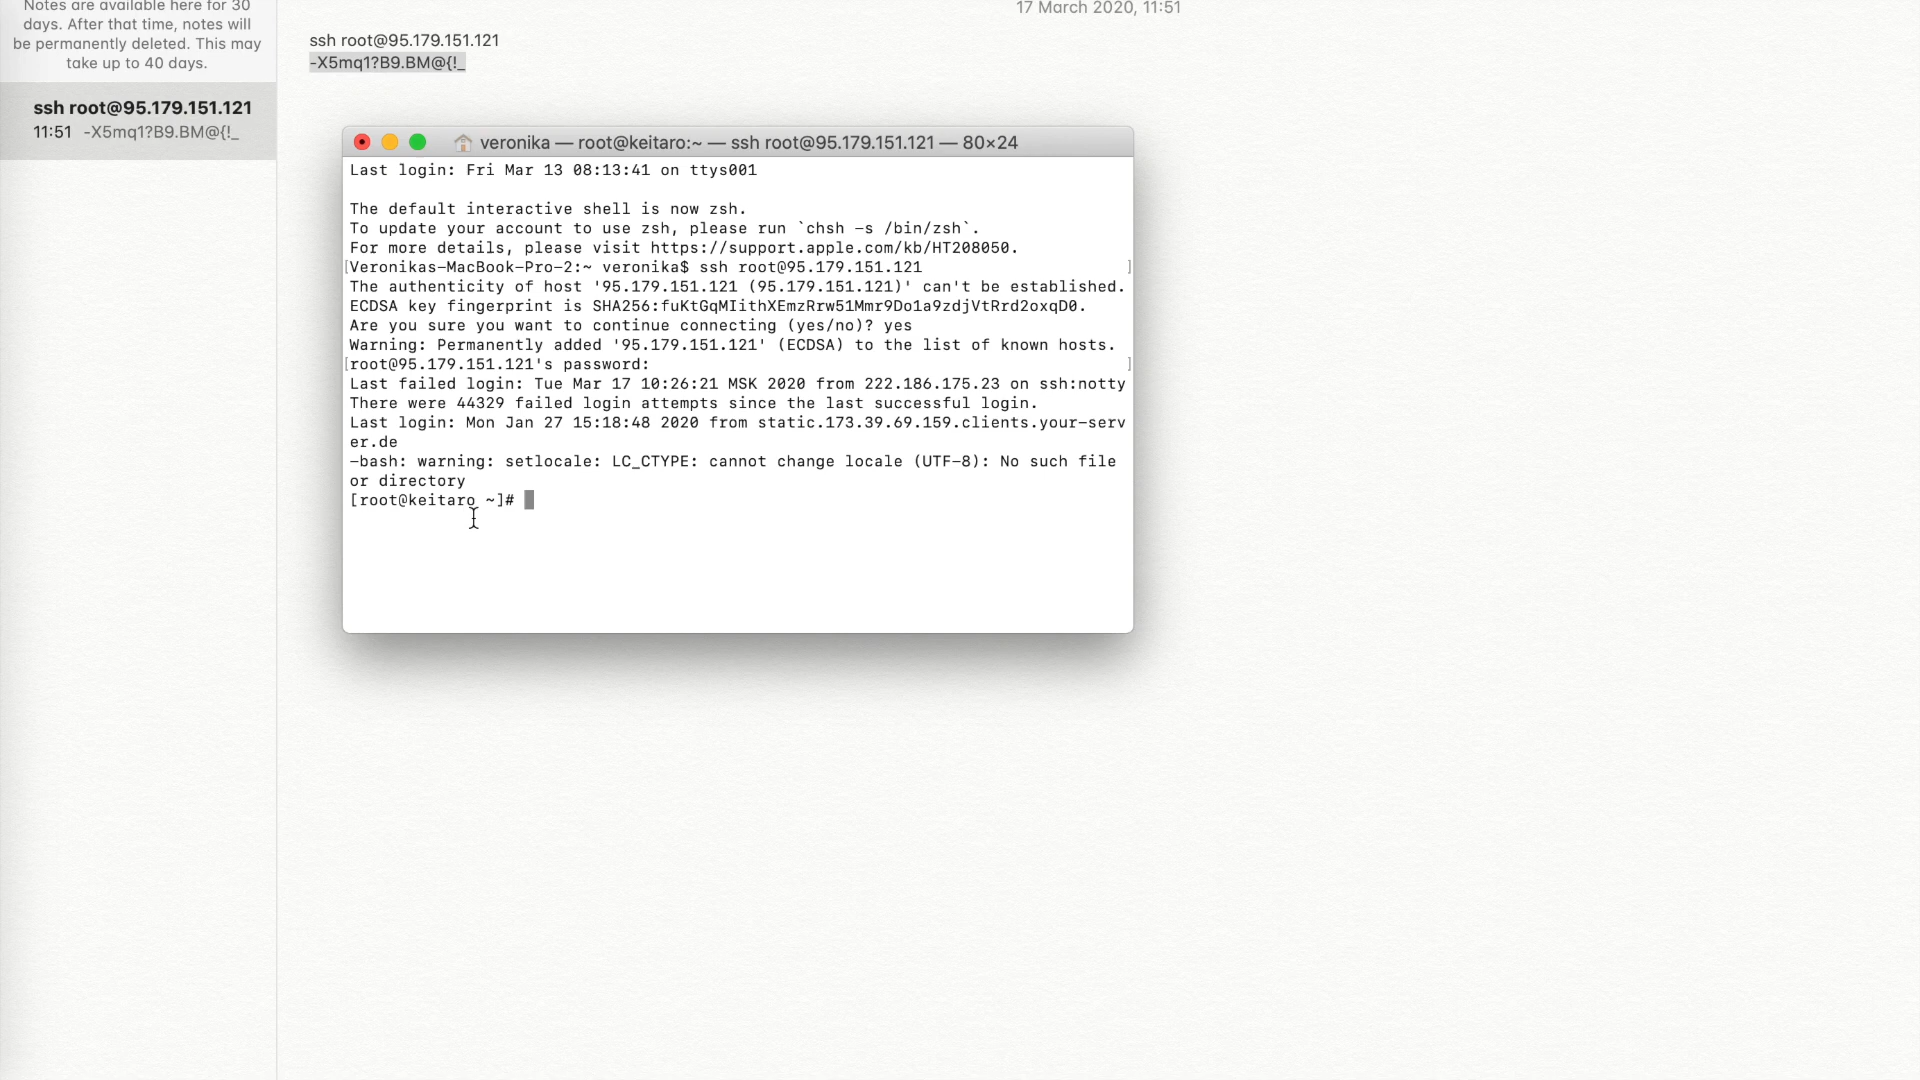 Notes are available here for 30
days. After that time, notes will
be permanently deleted. This may
take up to 40 days.
ssh root@95.179.151.121
11:51 -X5mq1?B9.BM@{!_
17 March 2020, 11:51
ssh root@95.179.151.121
-X5mq1?B9.BM@{!_
veronika — root@keitaro:~ — ssh root@95.179.151.121 — 80×24
Last login: Fri Mar 13 08:13:41 on ttys001
The default interactive shell is now zsh.
To update your account to use zsh, please run `chsh -s /bin/zsh`.
For more details, please visit https://support.apple.com/kb/HT208050.
[Veronikas-MacBook-Pro-2:~ veronika$ ssh root@95.179.151.121 ]
The authenticity of host '95.179.151.121 (95.179.151.121)' can't be established.
ECDSA key fingerprint is SHA256:fuKtGqMIithXEmzRrw51Mmr9Do1a9zdjVtRrd2oxqD0.
Are you sure you want to continue connecting (yes/no)? yes
Warning: Permanently added '95.179.151.121' (ECDSA) to the list of known hosts.
[root@95.179.151.121's password: ]
Last failed login: Tue Mar 17 10:26:21 MSK 2020 from 222.186.175.23 on ssh:notty
There were 44329 failed login attempts since the last successful login.
Last login: Mon Jan 27 15:18:48 2020 from static.173.39.69.159.clients.your-serv
er.de
-bash: warning: setlocale: LC_CTYPE: cannot change locale (UTF-8): No such file
or directory
[root@keitaro ~]#